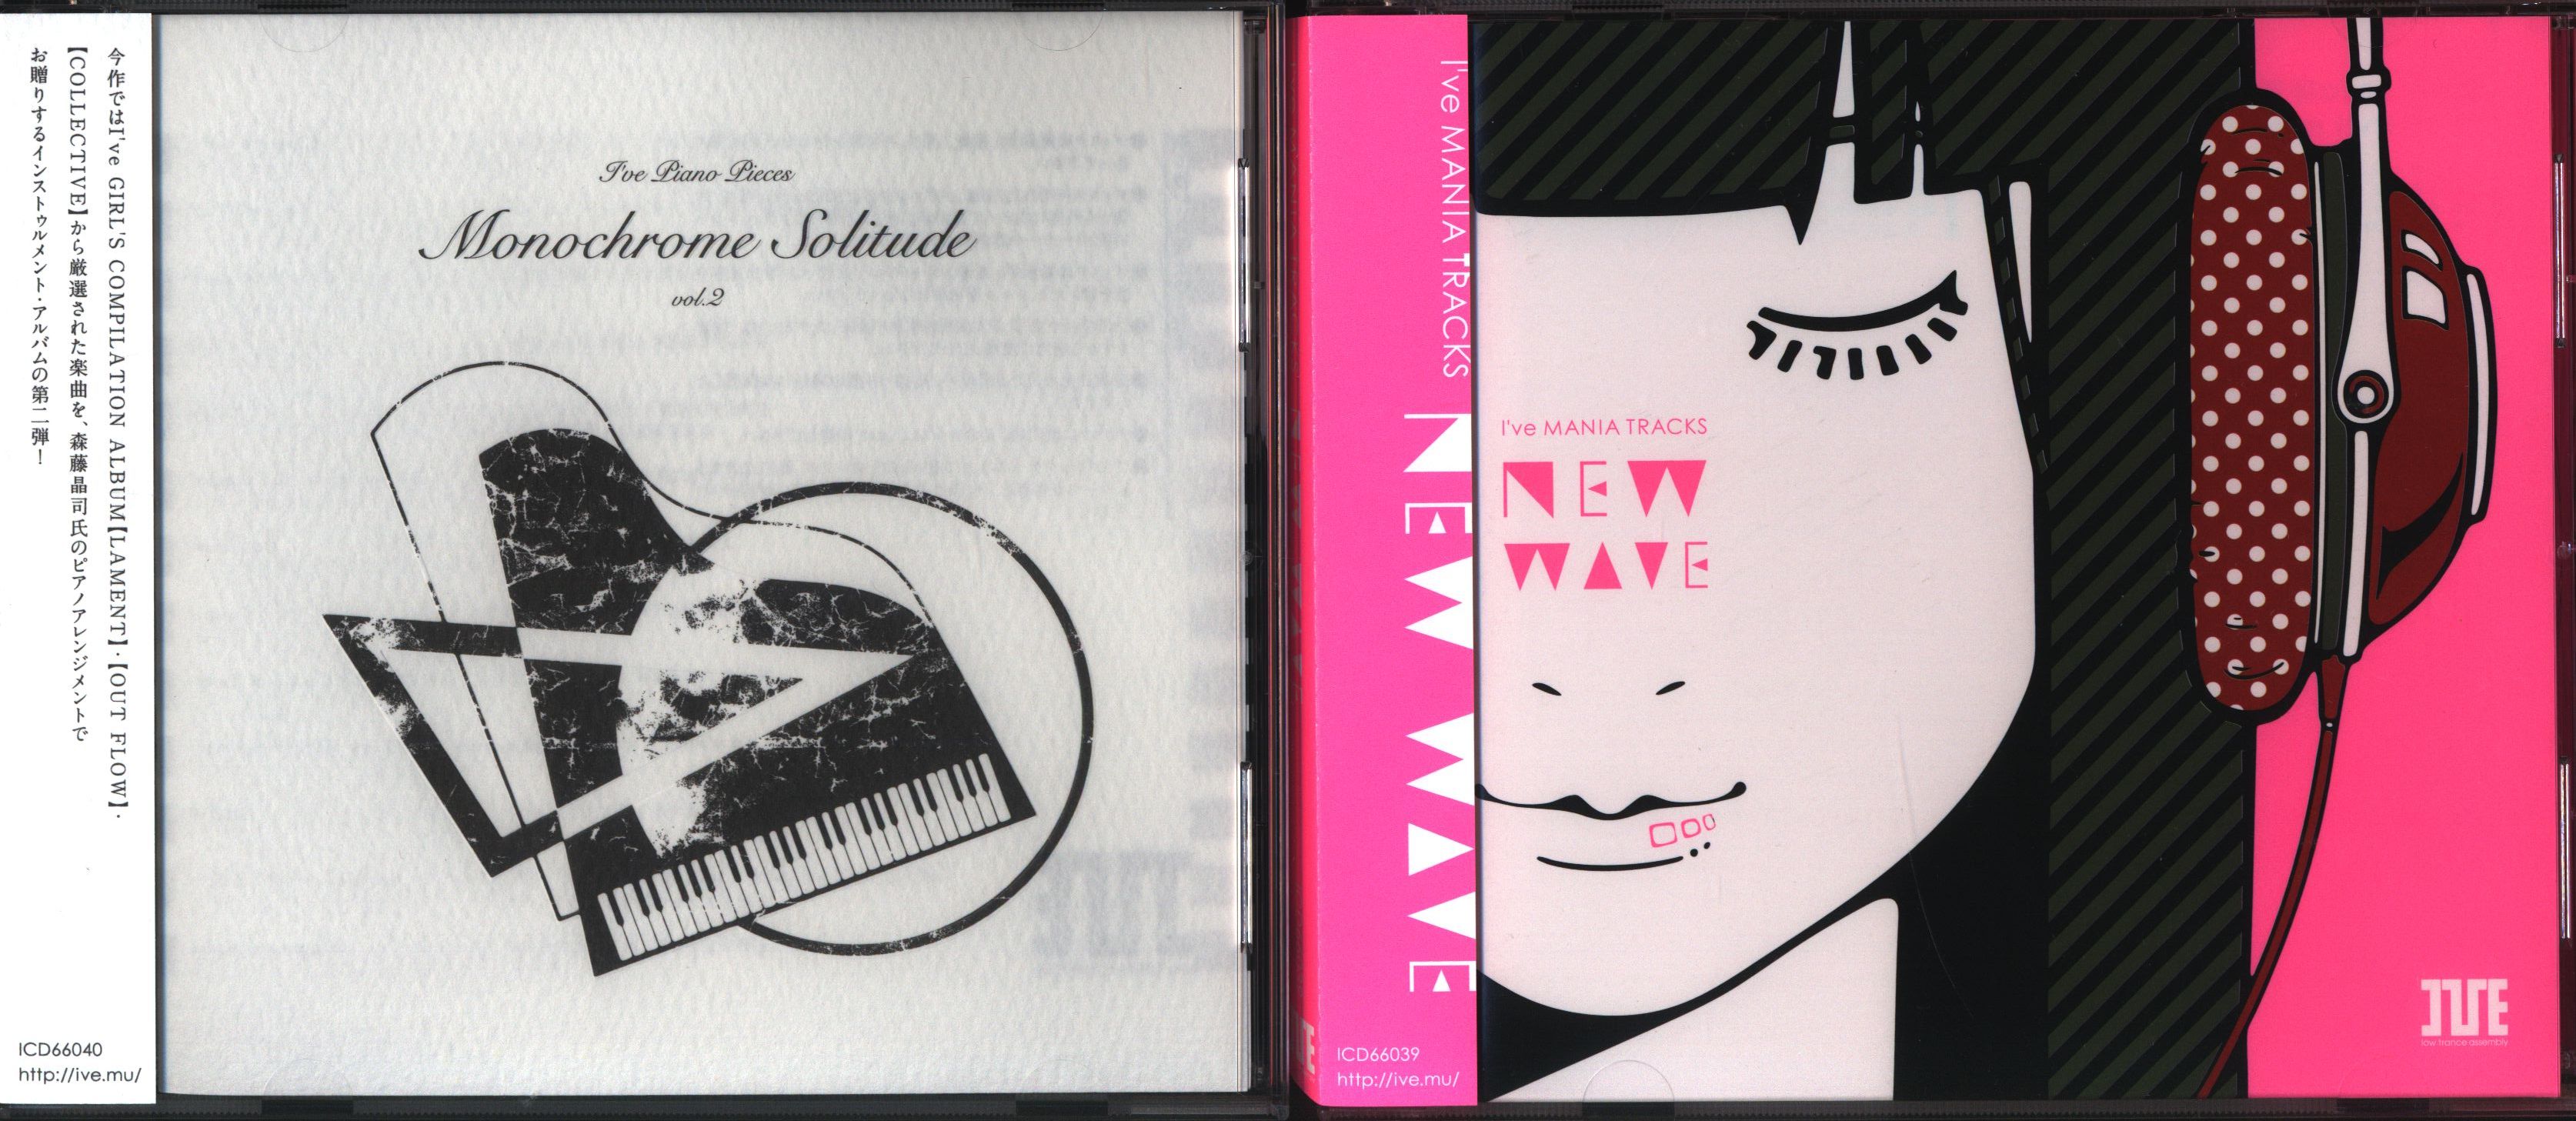 今作ではI've GIRL'S COMPILATION ALBUM【LAMENT】・【OUT FLOW】・
【COLLECTIVE】から厳選された楽曲を、森藤晶司氏のピアノアレンジメントで
お贈りするインストゥルメント・アルバムの第二弾！
ICD66040
http://ive.mu/
I've Piano Pieces
Monochrome Solitude
vol.2
I've MANIA TRACKS
NEW WAVE
ICD66039
http://ive.mu/
I've MANIA TRACKS
NEW
WAVE
I'VE
low trance assembly